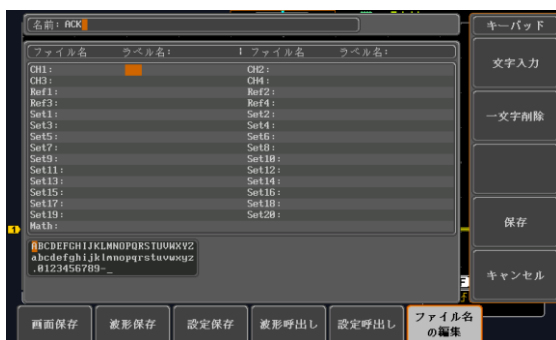 名前: ACK
キーパッド
ファイル名 ラベル名: ファイル名 ラベル名:
文字入力
CH1: CH2:
CH3: CH4:
Ref1: Ref2:
Ref3: Ref4:
Set1: Set2:
Set3: Set4:
一文字削除
Set5: Set6:
Set7: Set8:
Set9: Set10:
Set11: Set12:
Set13: Set14:
Set15: Set16:
Set17: Set18:
Set19: Set20:
保存
Math:
ABCDEFGHIJKLMNOPQRSTUVWXYZ
abcdefghijklmnopqrstuvwxyz
.0123456789-_
キャンセル
画面保存 波形保存 設定保存 波形呼出し 設定呼出し ファイル名の編集